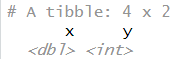 # A tibble: 4 x 2
x y
<dbl> <int>